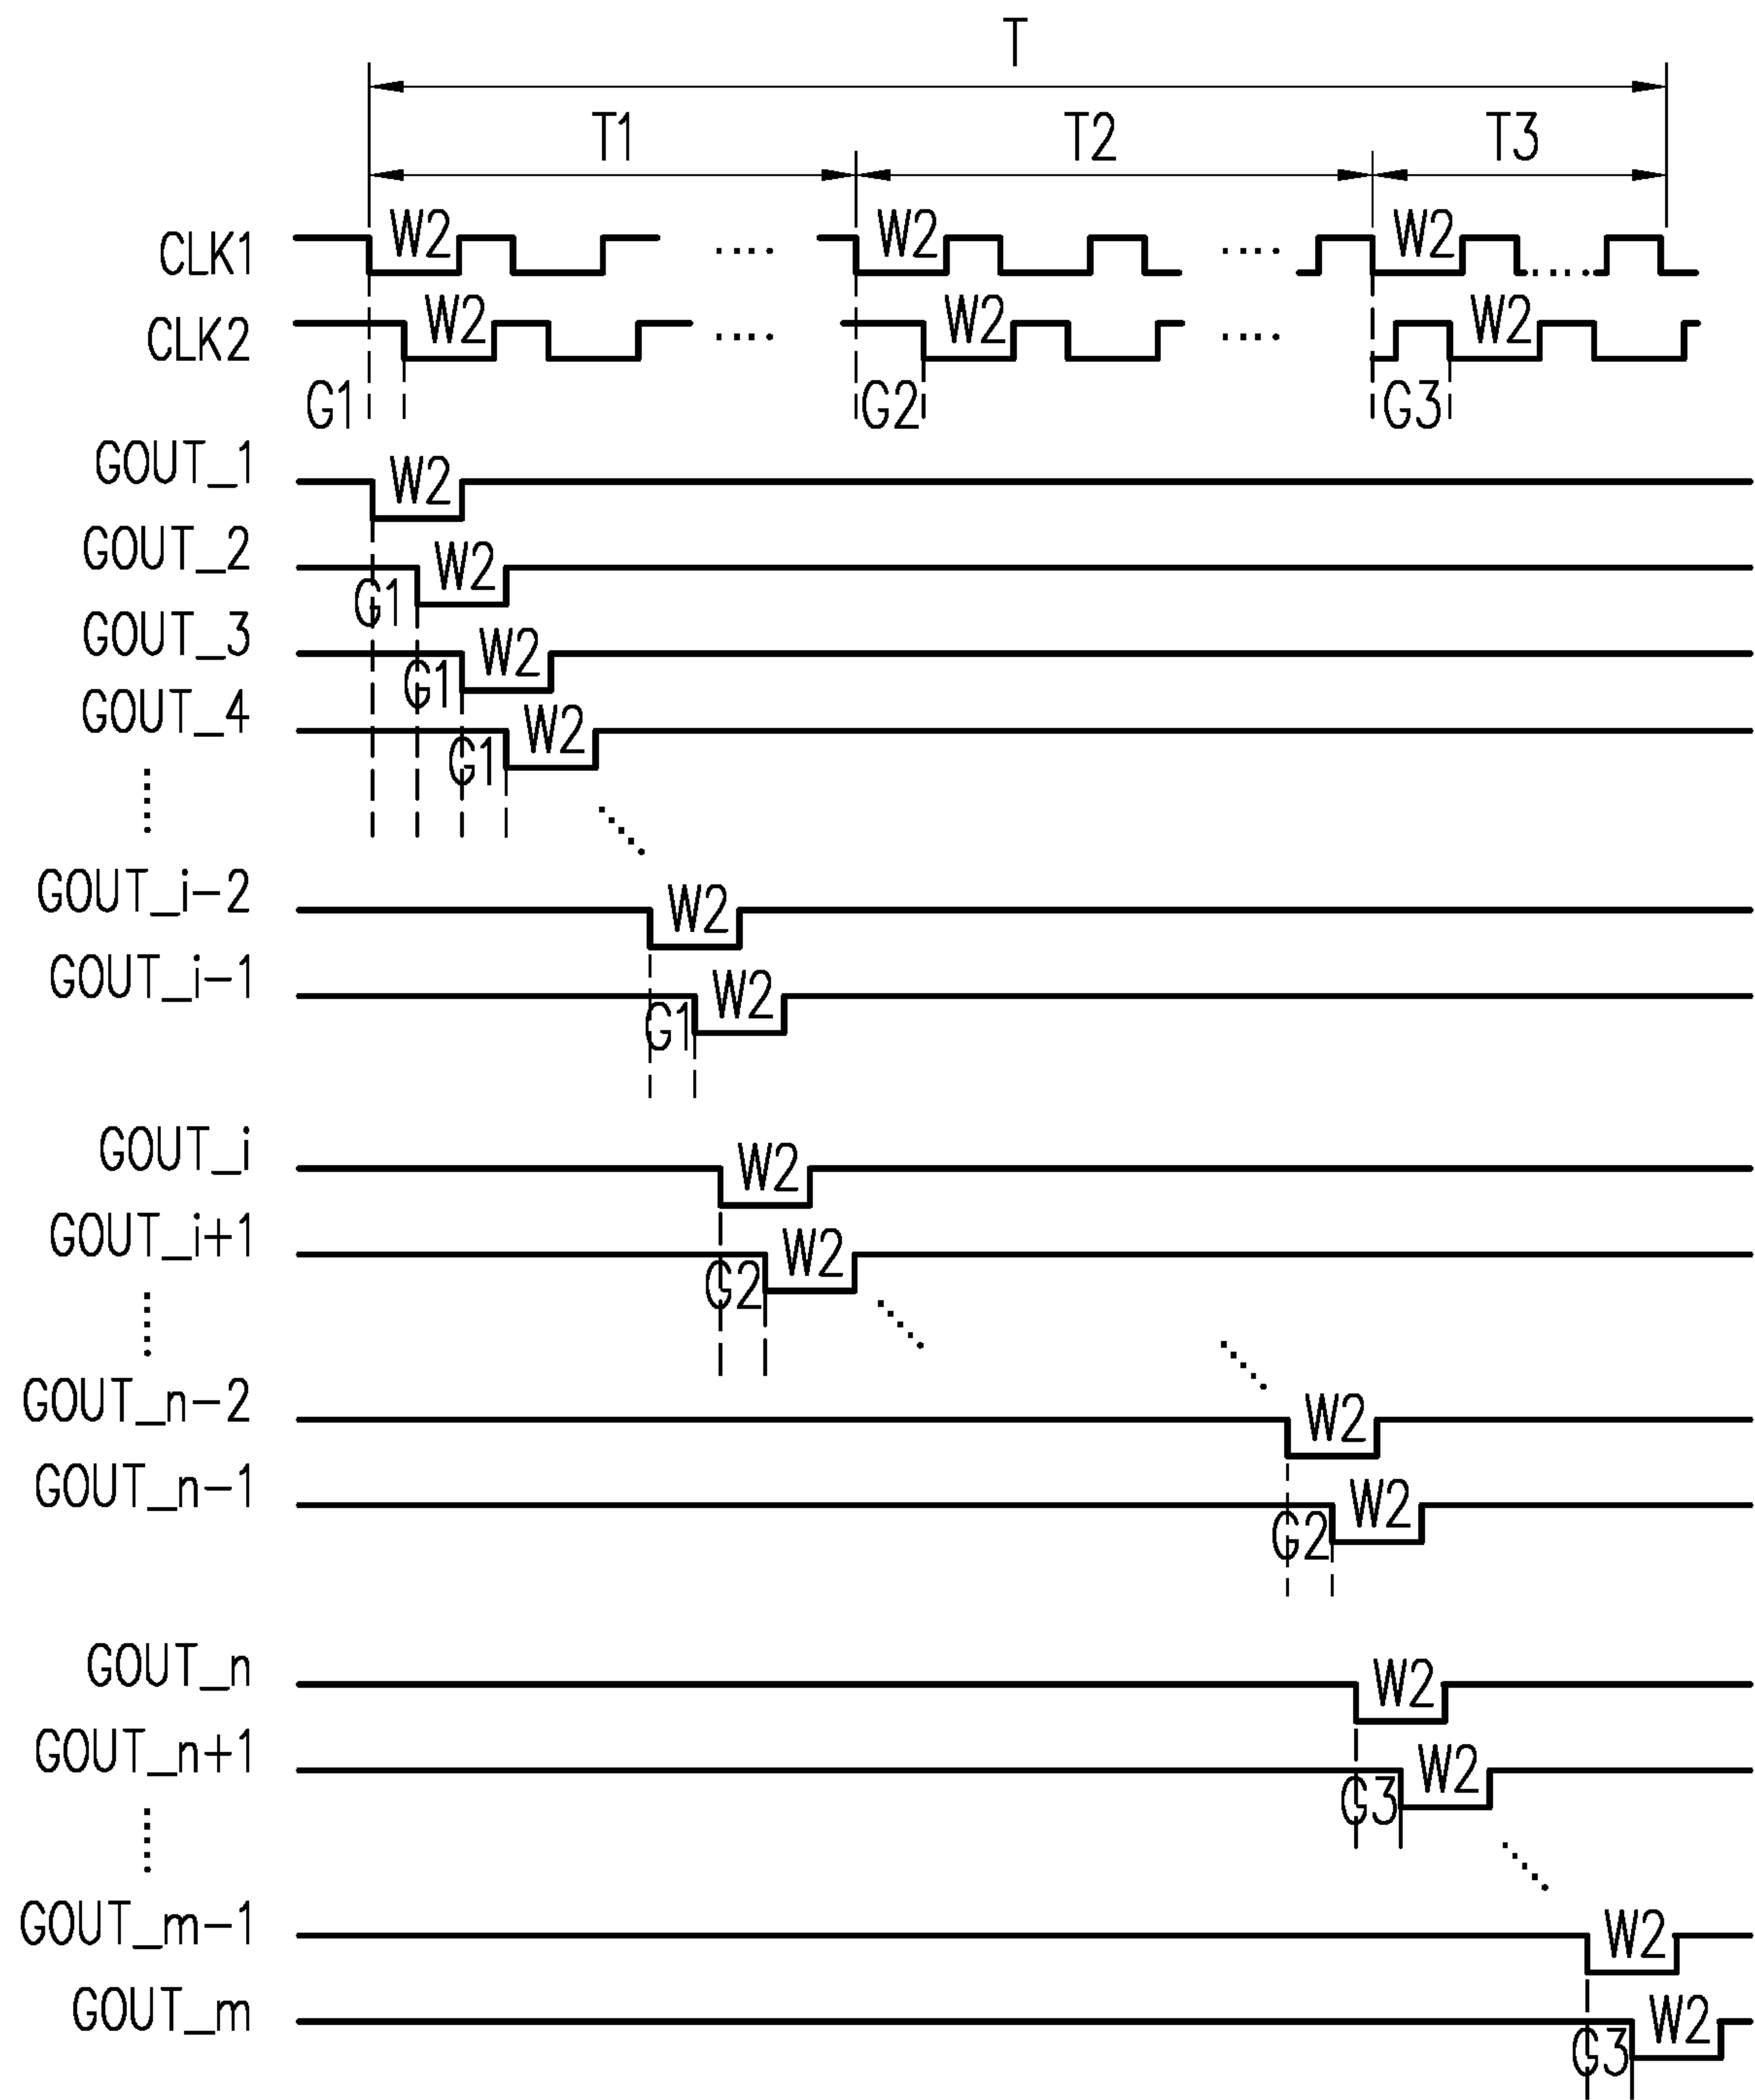 T
T1 T2 T3
CLK1 W2 .... W2 .... W2 .....
CLK2 W2 .... W2 .... W2
G1 G2 G3
GOUT_1 W2
GOUT_2 W2
G1
GOUT_3 W2
G1
GOUT_4 W2
G1
GOUT_i-2 W2
GOUT_i-1 W2
G1
GOUT_i W2
GOUT_i+1 W2
G2
GOUT_n-2 W2
GOUT_n-1 W2
G2
GOUT_n W2
GOUT_n+1 W2
G3
GOUT_m-1 W2
GOUT_m W2
G3